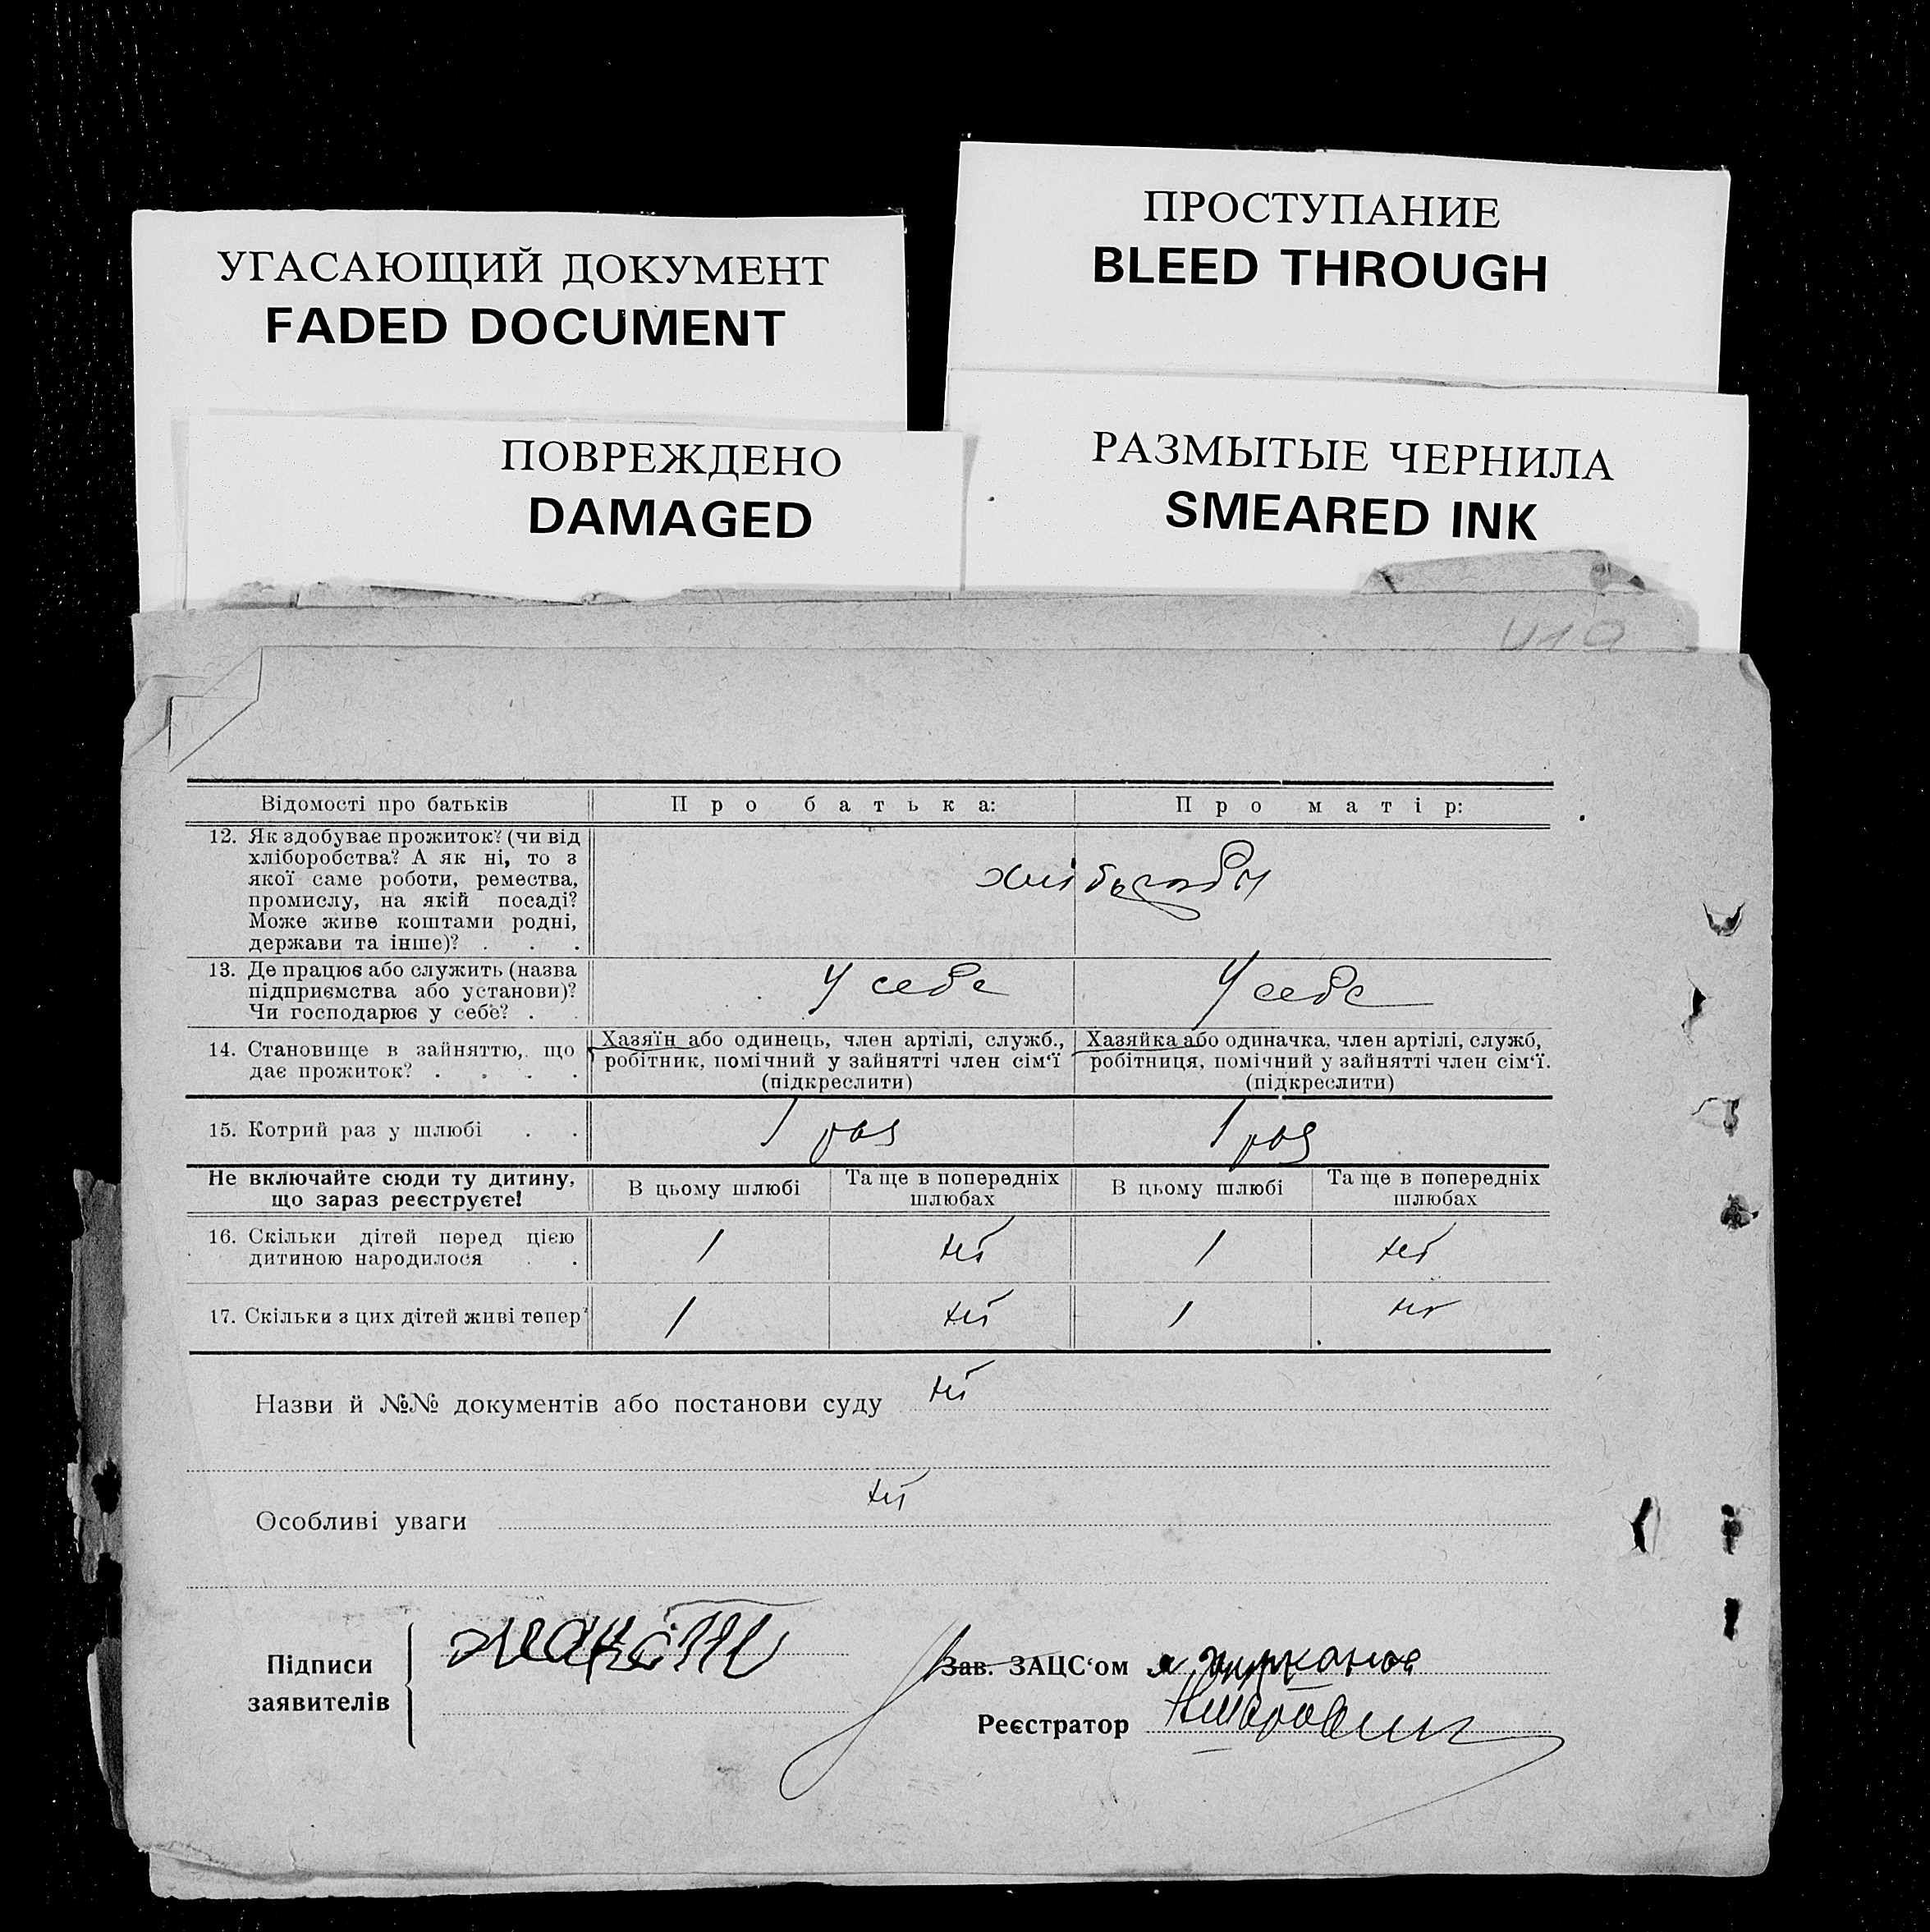 ПРОСТУПАНИЕ
BLEED THROUGH
УГАСАЮЩИЙ ДОКУМЕНТ
FADED DOCUMENT
РАЗМЫТЫЕ ЧЕРНИЛА
SMEARED INK
ПОВРЕЖДЕНО
DAMAGED
Відомості про батьків Про батька: Про матір:
12. Як здобуває прожиток? (чи від
хліборобства? А як ні, то з
якої саме роботи, ремества,
промислу, на якій посаді?
Може живе коштами родні,
держави та інше)? . . .
13. Де працює або служить (назва
підприємства або установи)?
Чи господарює у себе? .
У себе У себе
14. Становище в зайняттю, що
дає прожиток? . . . .
Хазяїн або одинець, член артілі, служб.,
робітник, помічний у зайнятті член сім‘ї
(підкреслити)
Хазяйка або одиначка, член артілі, служб,
робітниця, помічний у зайнятті член сім‘ї.
(підкреслити)
15. Котрий раз у шлюбі . . 1 раз 1 раз
Не включайте сюди ту дитину,
що зараз реєструєте!
В цьому шлюбі Та ще в попередніх
шлюбах
В цьому шлюбі Та ще в попередніх
шлюбах
16. Скільки дітей перед цією
дитиною народилося . .
1 ні 1 ні
17. Скільки з цих дітей живі тепер 1 ні 1 ні
Назви й №№ документів або постанови суду ні
Особливі уваги ні
Підписи
заявителів
Зав. ЗАЦС‘ом
Реєстратор